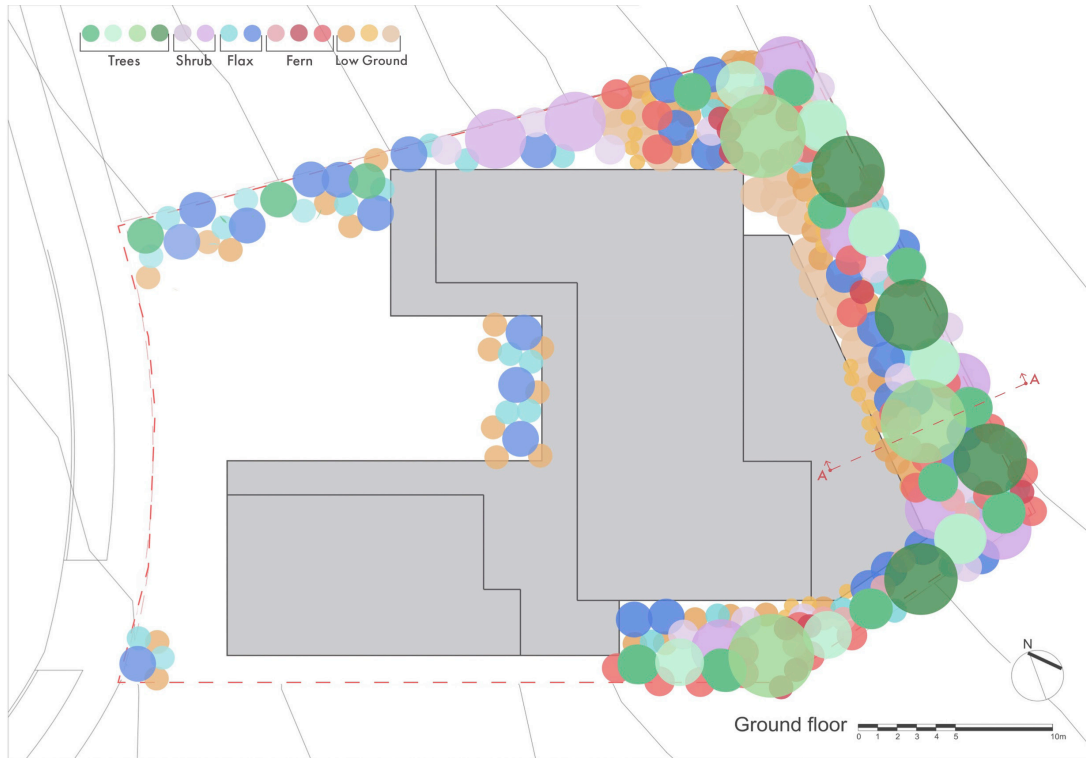 Trees Shrub Flax Fern Low Ground
A
A
N
Ground floor
0 1 2 3 4 5 10m